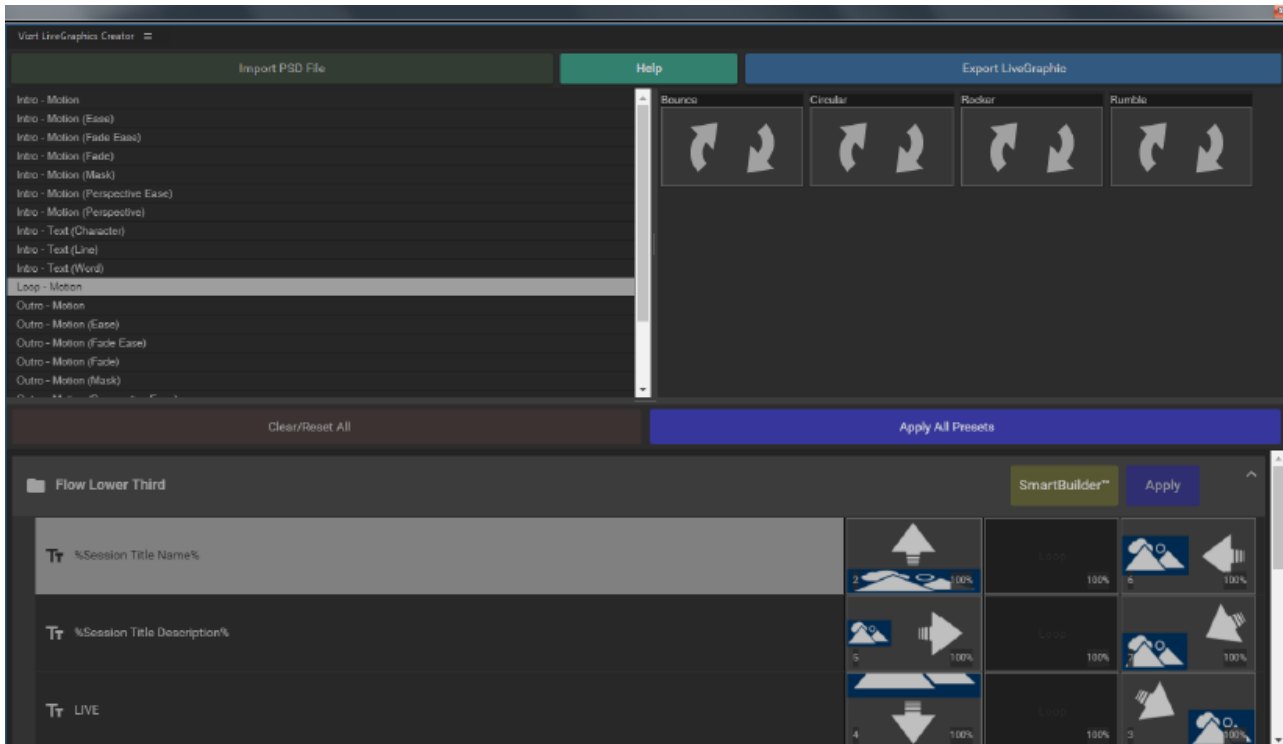 Vizrt LiveGraphics Creator
Import PSD File
Help
Export LiveGraphic
Intro - Motion
Intro - Motion (Ease)
Intro - Motion (Fade Ease)
Intro - Motion (Fade)
Intro - Motion (Mask)
Intro - Motion (Perspective Ease)
Intro - Motion (Perspective)
Intro - Text (Character)
Intro - Text (Line)
Intro - Text (Word)
Loop - Motion
Outro - Motion
Outro - Motion (Ease)
Outro - Motion (Fade Ease)
Outro - Motion (Fade)
Outro - Motion (Mask)
Bounce
Circular
Rocker
Rumble
Clear/Reset All
Apply All Presets
Flow Lower Third
SmartBuilder™
Apply
Tт %Session Title Name%
2 100%
Loop 100%
6 100%
Tт %Session Title Description%
5 100%
Loop 100%
7 100%
Tт LIVE
4 100%
Loop 100%
3 100%